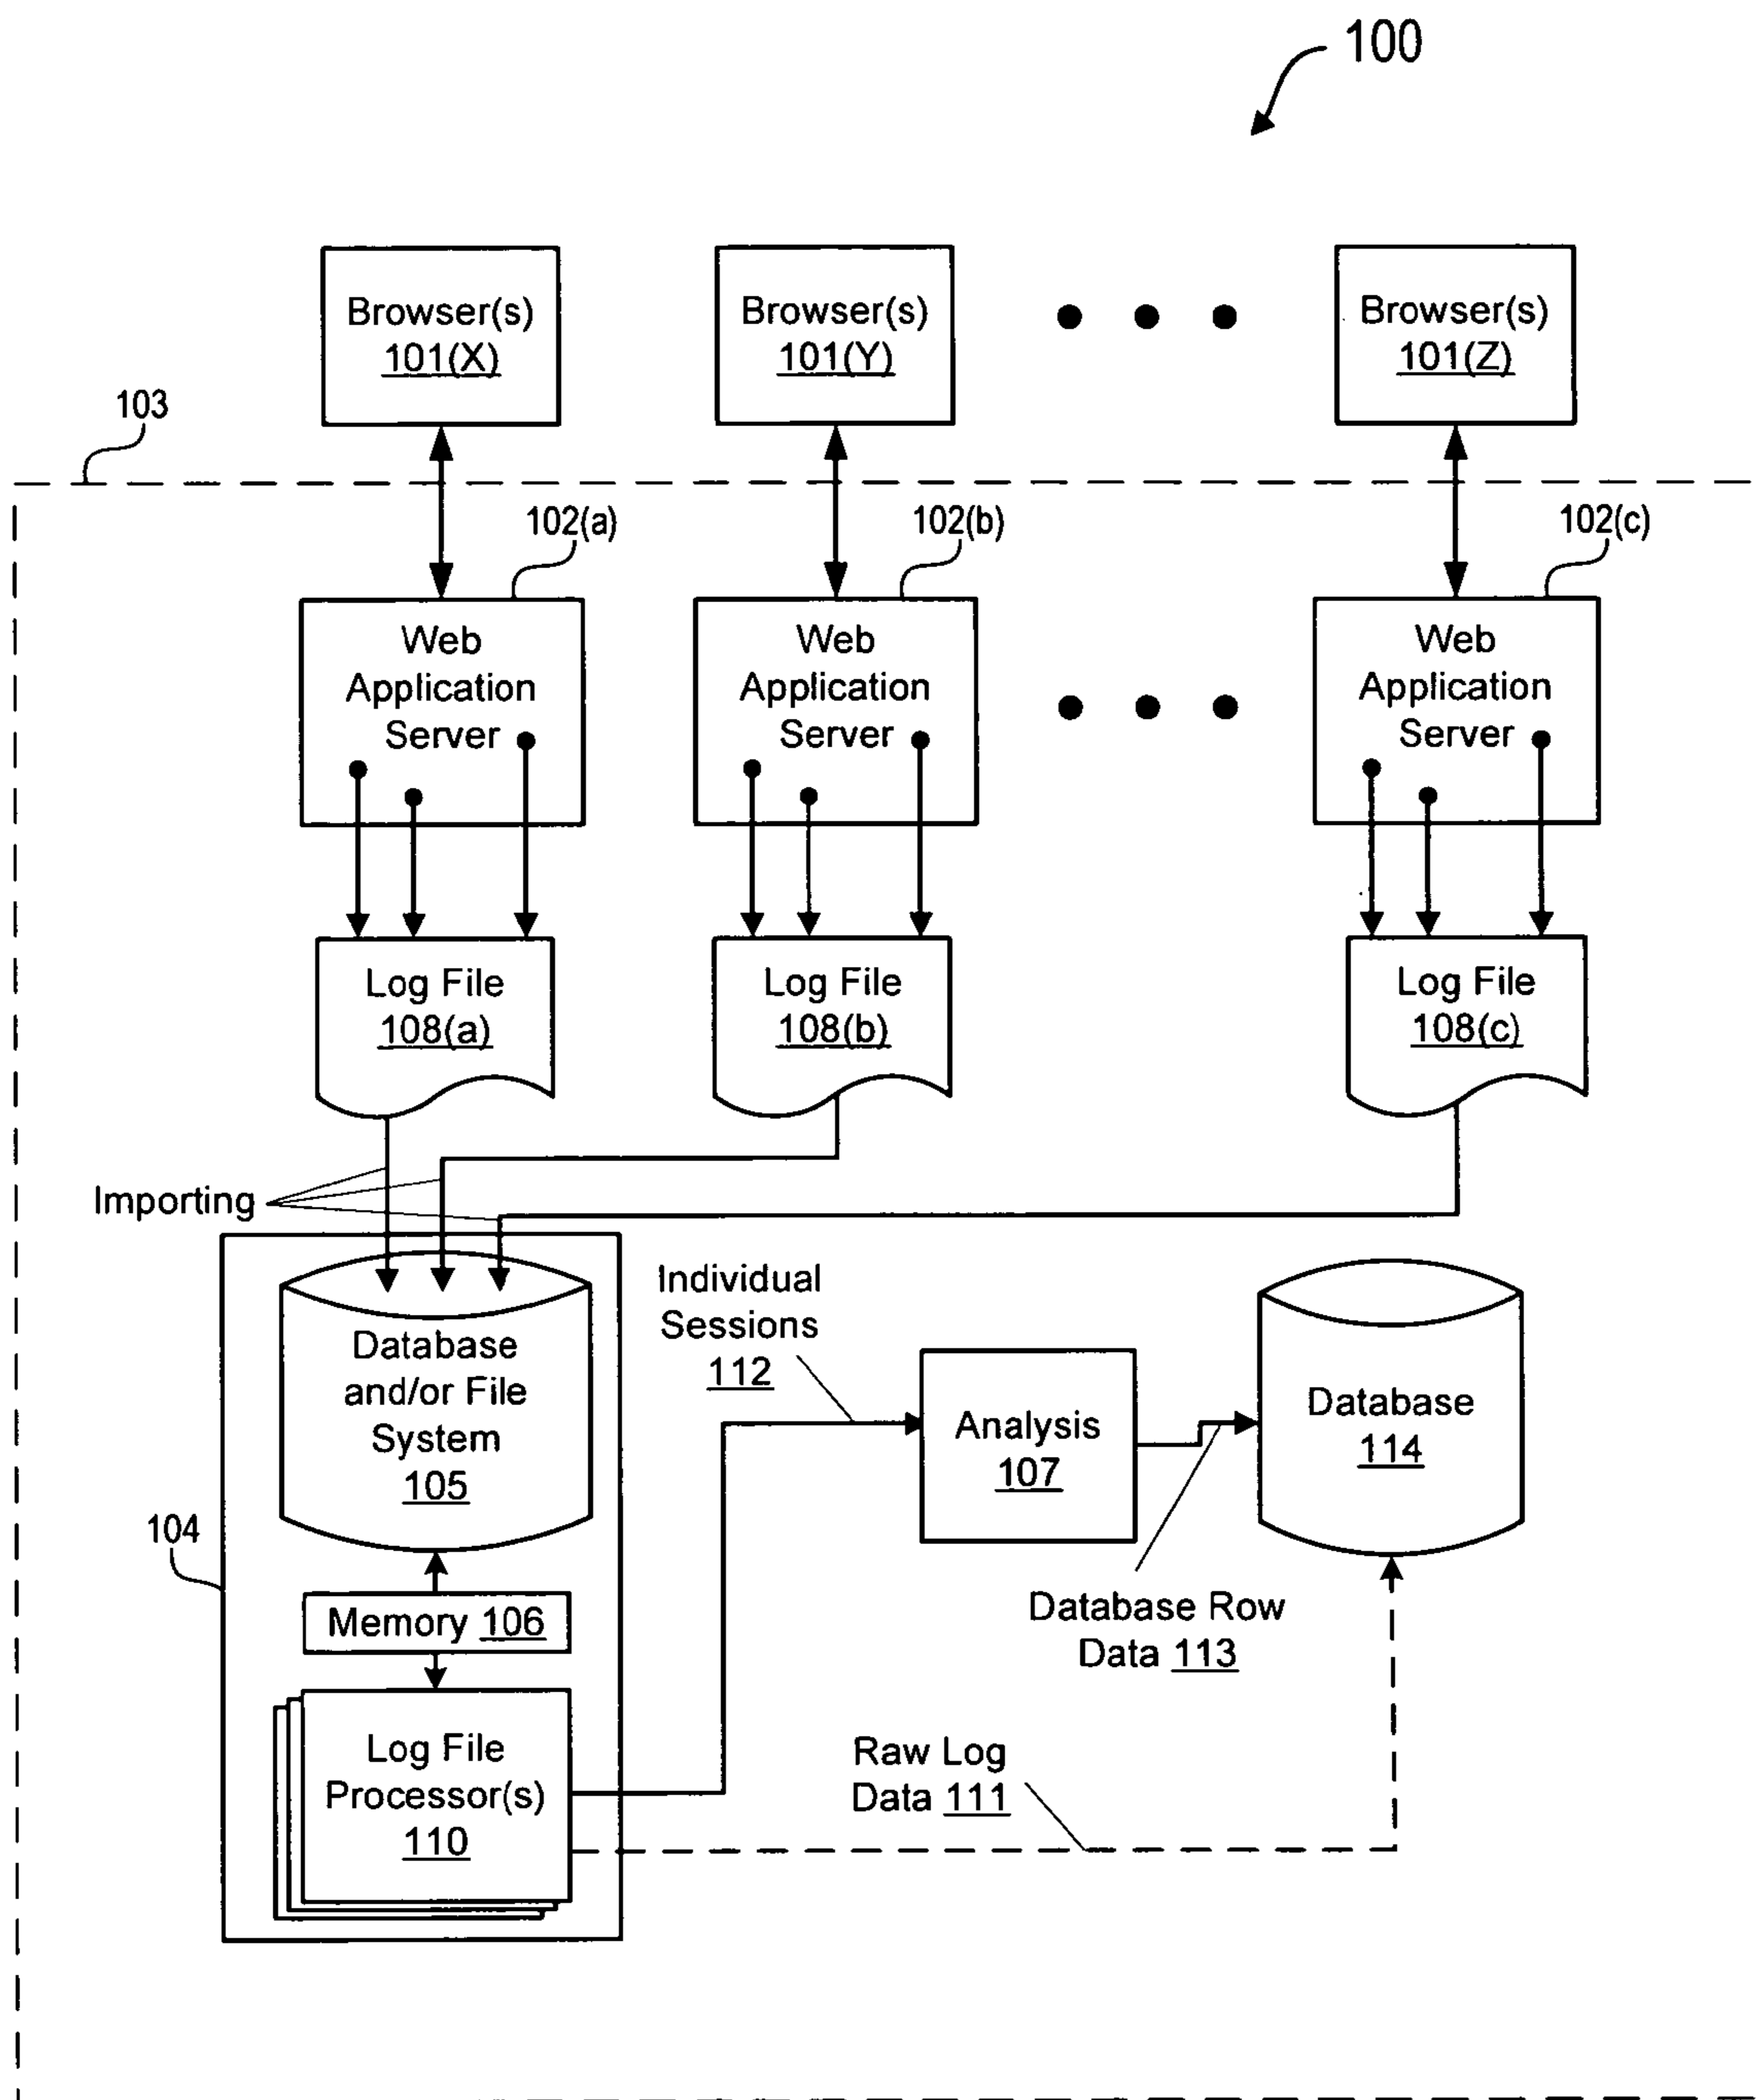 100
Browser(s)
101(X)
Browser(s)
101(Y)
Browser(s)
101(Z)
103
102(a)
102(b)
102(c)
Web
Application
Server
Web
Application
Server
Web
Application
Server
Log File
108(a)
Log File
108(b)
Log File
108(c)
Importing
Database
and/or File
System
105
Individual
Sessions
112
Analysis
107
Database
114
104
Memory 106
Database Row
Data 113
Log File
Processor(s)
110
Raw Log
Data 111